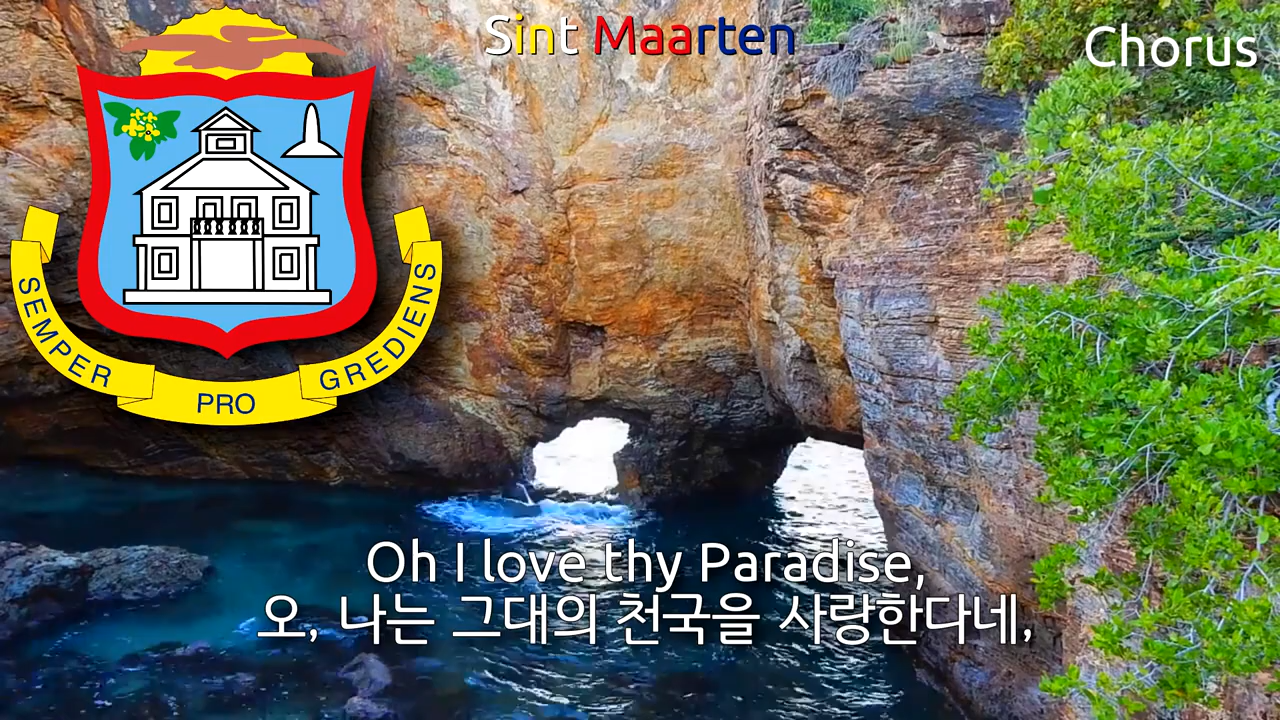 Sint Maarten
Chorus
SEMPER PRO GREDIENS
Oh I love thy Paradise,
오, 나는 그대의 천국을 사랑한다네,